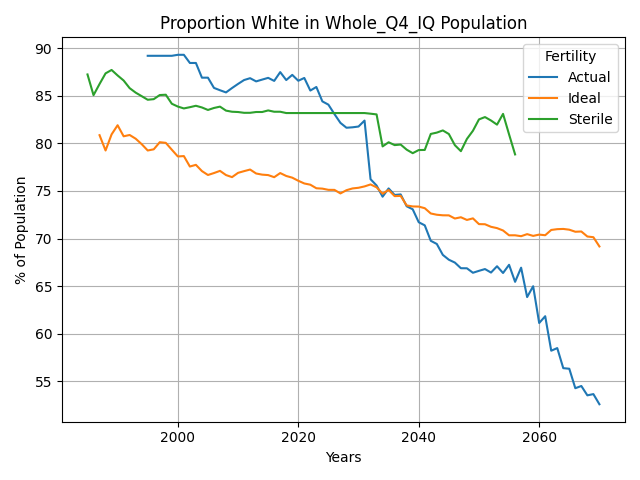 Proportion White in Whole_Q4_IQ Population
% of Population
90
85
80
75
70
65
60
55
Fertility
Actual
Ideal
Sterile
2000 2020 2040 2060
Years